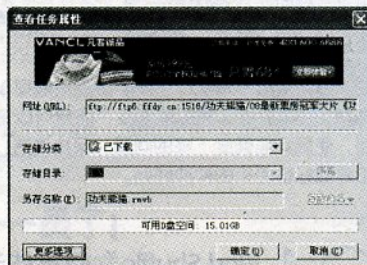 查看任务属性
VANCL 凡客诚品
网址(URL): ftp://ftp6.ffdy.cn:1518/功夫熊猫/08最新票房冠军大片《功
存储分类 已下载
存储目录
另存名称(E) 功夫熊猫.rmvb
可用D盘空间: 15.01GB
更多选项 确定(O) 取消(C)